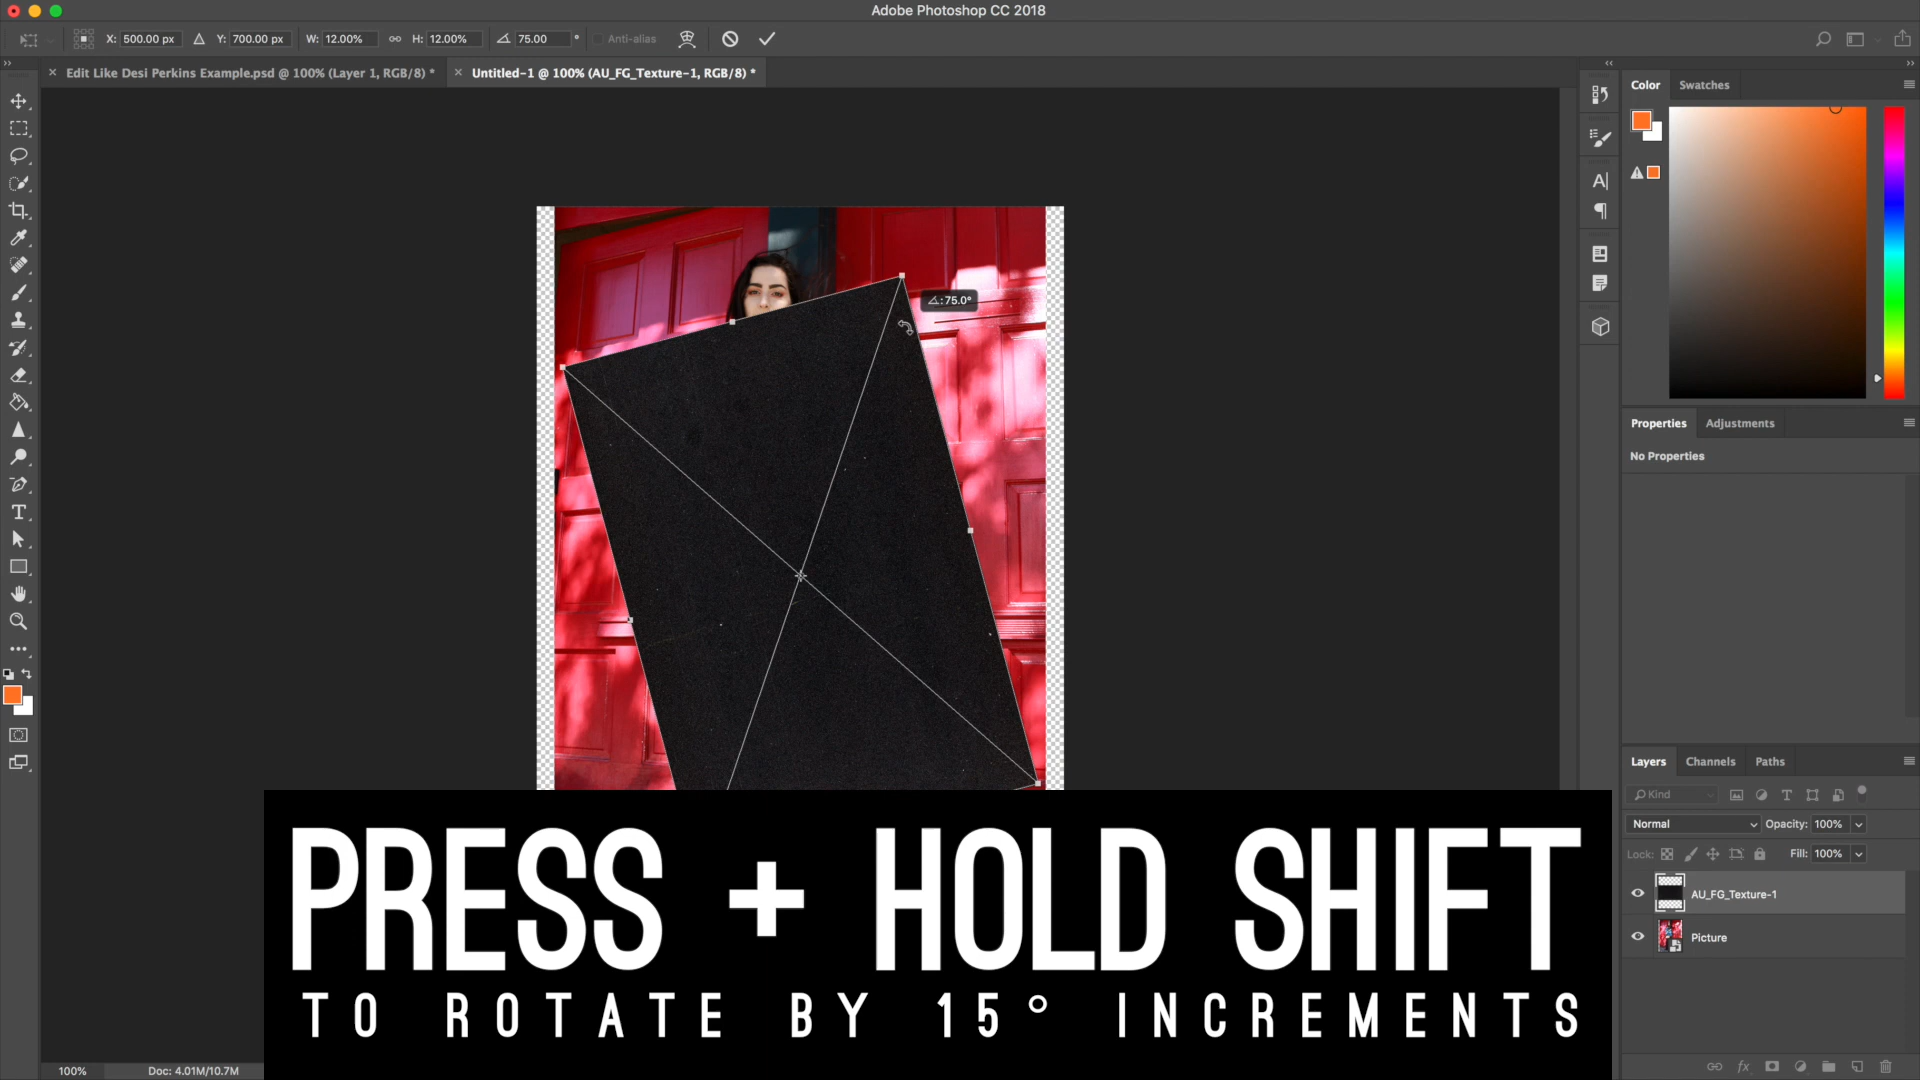 Adobe Photoshop CC 2018
X: 500.00 px Y: 700.00 px W: 12.00% H: 12.00% 75.00 ° Anti-alias
Edit Like Desi Perkins Example.psd @ 100% (Layer 1, RGB/8) *
Untitled-1 @ 100% (AU_FG_Texture-1, RGB/8) *
Color Swatches
:75.0°
Properties Adjustments
No Properties
Layers Channels Paths
Kind
Normal Opacity: 100%
Lock: Fill: 100%
AU_FG_Texture-1
Picture
PRESS + HOLD SHIFT
TO ROTATE BY 15° INCREMENTS
100% Doc: 4.01M/10.7M